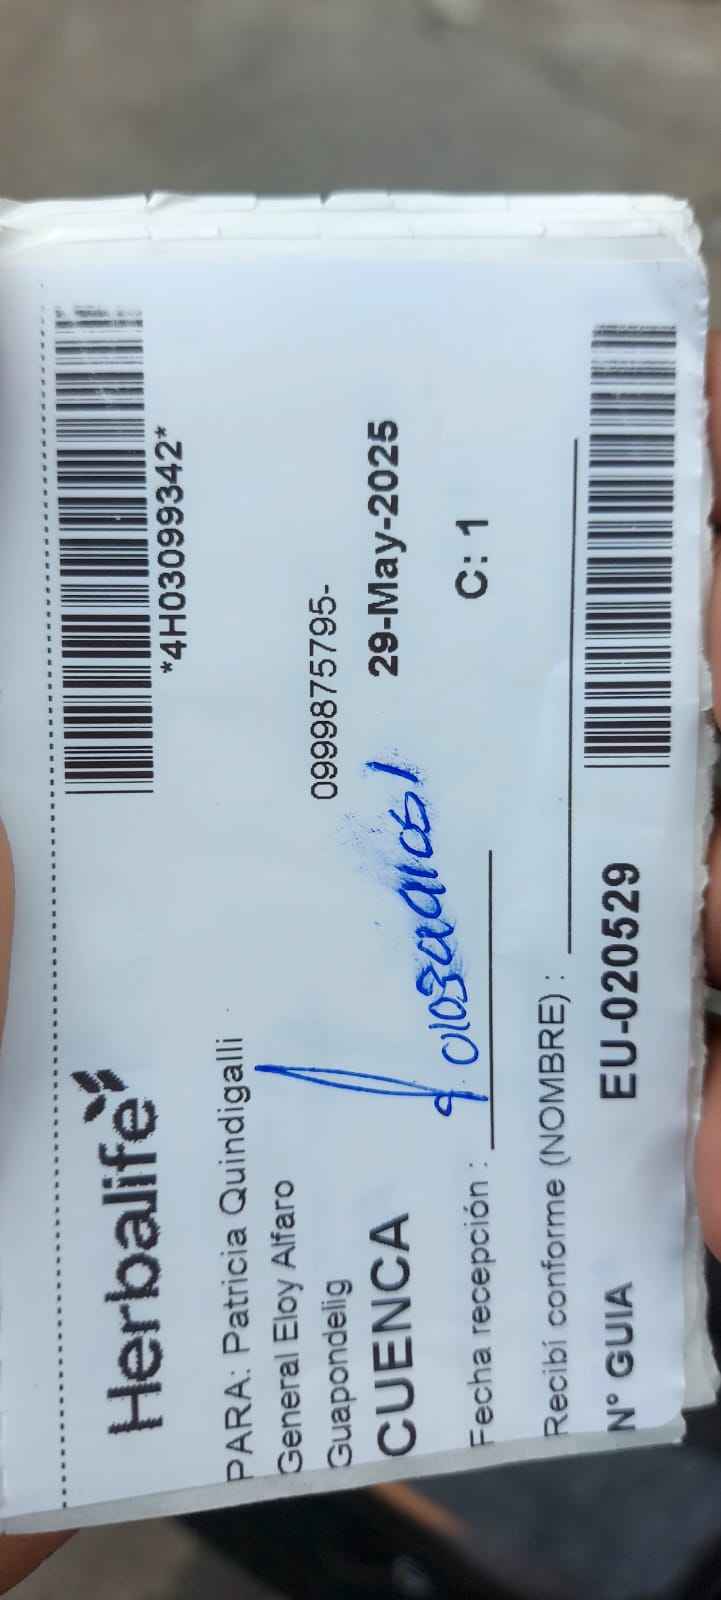 Herbalife
*4H03099342*
PARA: Patricia Quindigalli
General Eloy Alfaro
Guapondelig
0999875795-
CUENCA
29-May-2025
Fecha recepción :
C: 1
Recibí conforme (NOMBRE) :
N° GUIA
EU-020529